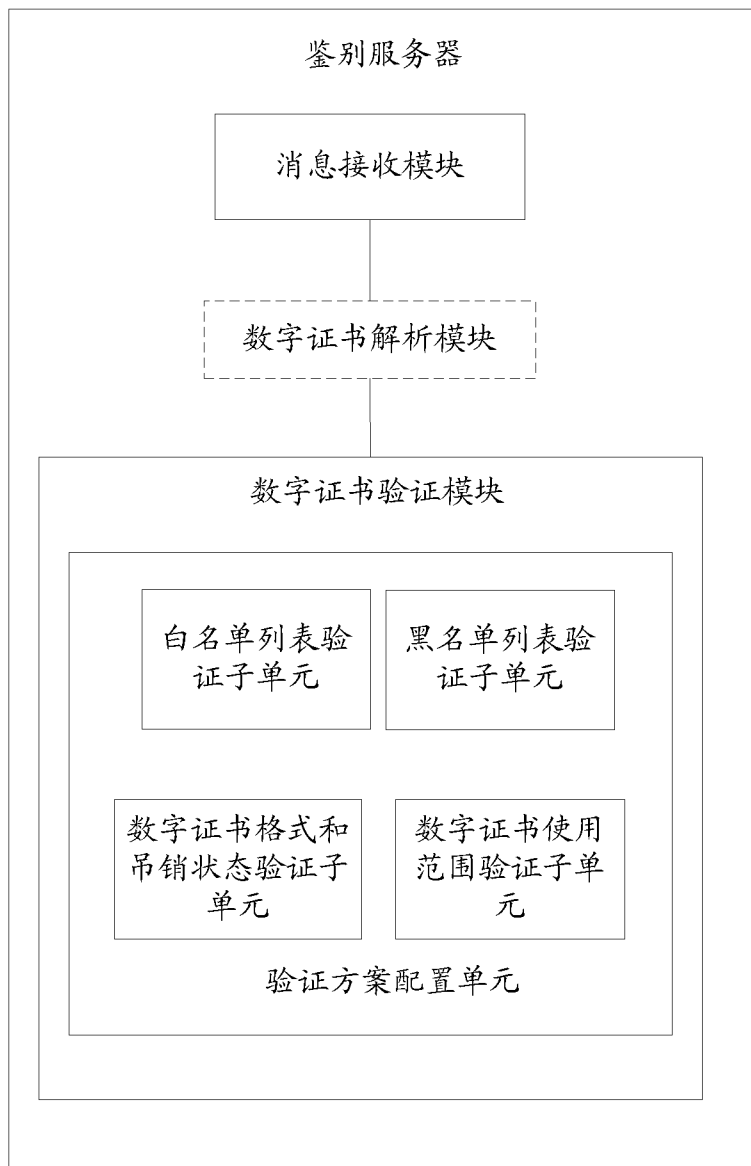 鉴别服务器
消息接收模块
数字证书解析模块
数字证书验证模块
白名单列表验
证子单元
黑名单列表验
证子单元
数字证书格式和
吊销状态验证子
单元
数字证书使用
范围验证子单
元
验证方案配置单元